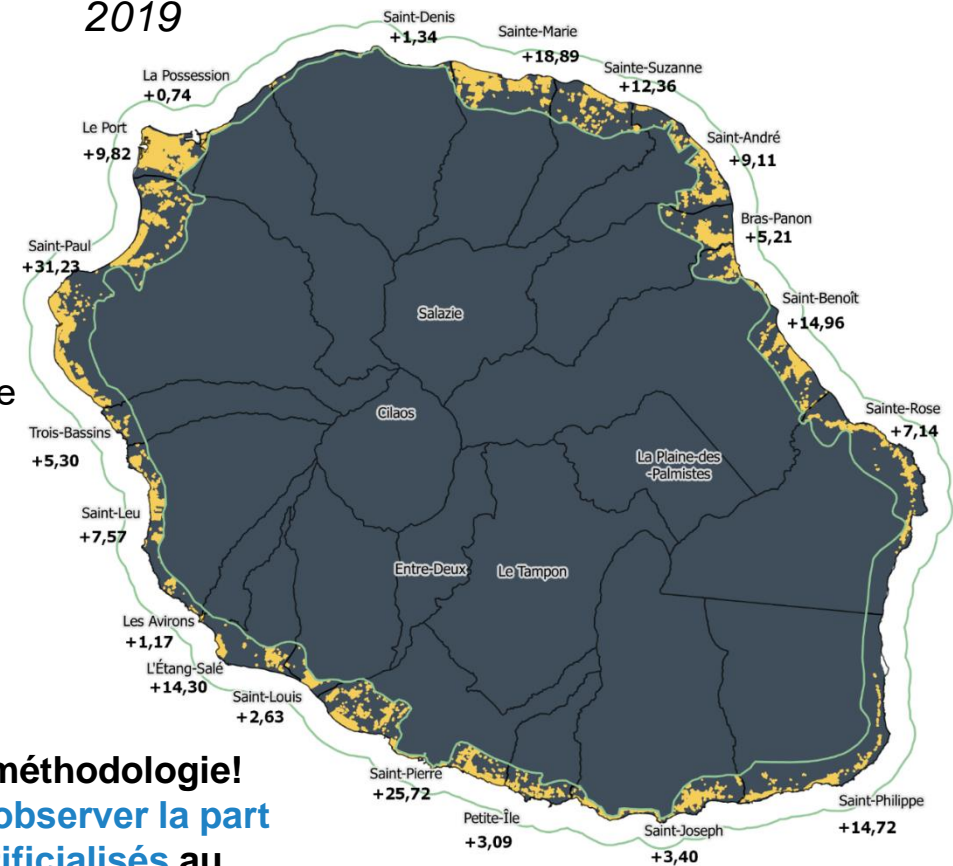 2019
Saint-Denis
+1,34
Sainte-Marie
+18,89
Sainte-Suzanne
+12,36
La Possession
+0,74
Le Port
+9,82
Saint-André
+9,11
Bras-Panon
+5,21
Saint-Paul
+31,23
Saint-Benoît
+14,96
Salazie
e
Cilaos
Sainte-Rose
+7,14
Trois-Bassins
+5,30
La Plaine-des
-Palmistes
Saint-Leu
+7,57
Entre-Deux
Le Tampon
Les Avirons
+1,17
L'Étang-Salé
+14,30
Saint-Louis
+2,63
méthodologie!
observer la part
ificialisés au
Saint-Pierre
+25,72
Petite-Île
+3,09
Saint-Joseph
+3,40
Saint-Philippe
+14,72